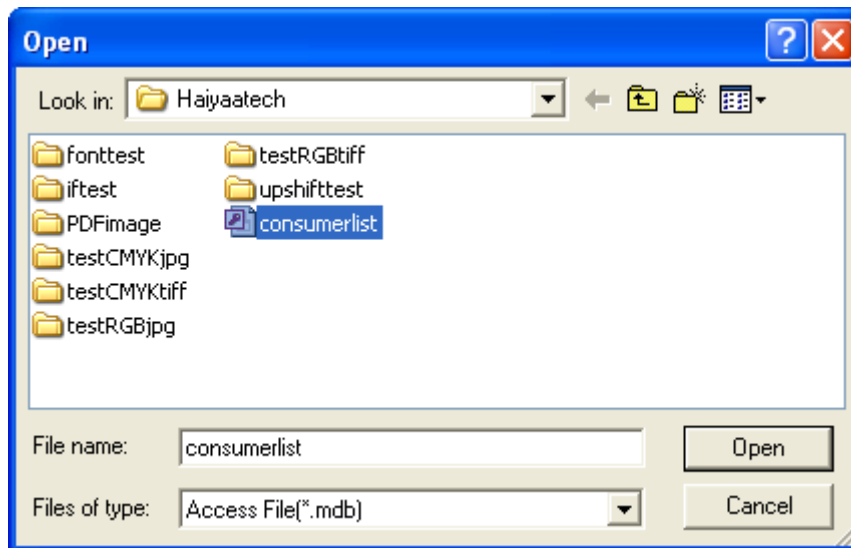 Open
Look in: Haiyaatech
fonttest
iftest
PDFimage
testCMYKjpg
testCMYKtiff
testRGBjpg
testRGBtiff
upshifttest
consumerlist
File name: consumerlist Open
Files of type: Access File(*.mdb) Cancel